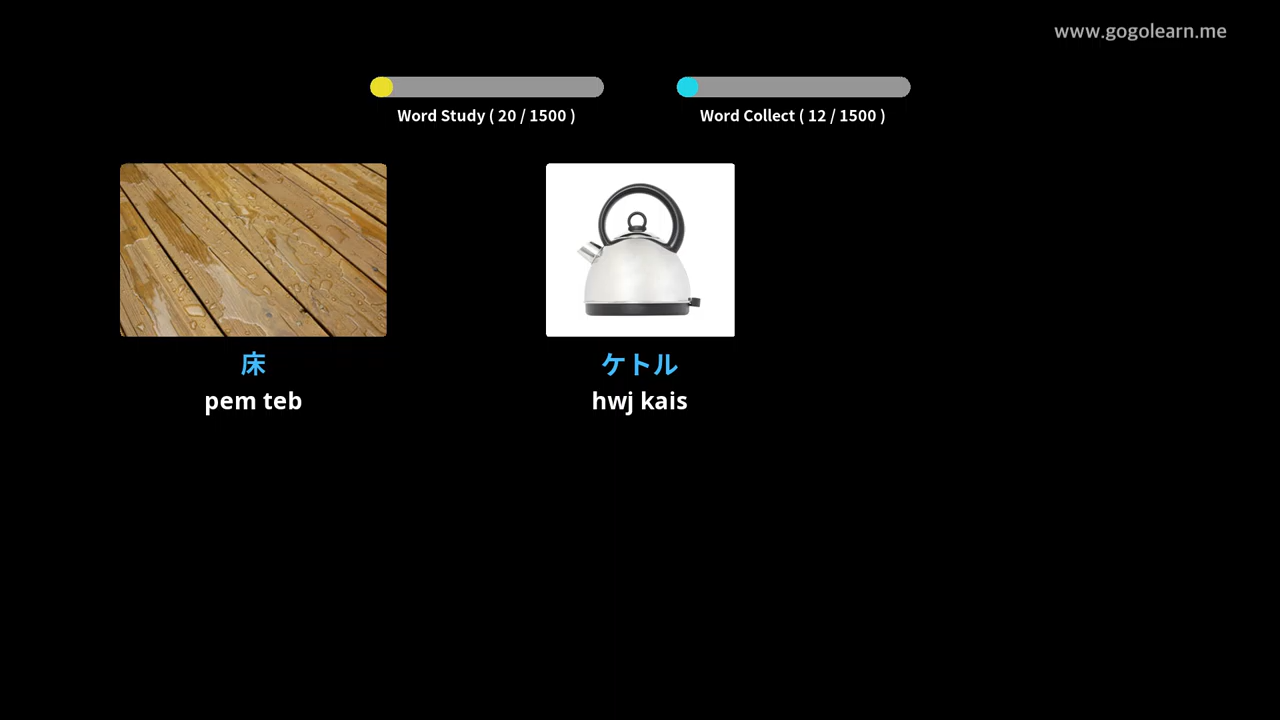 www.gogolearn.me
Word Study ( 20 / 1500 )
Word Collect ( 12 / 1500 )
床
pem teb
ケトル
hwj kais